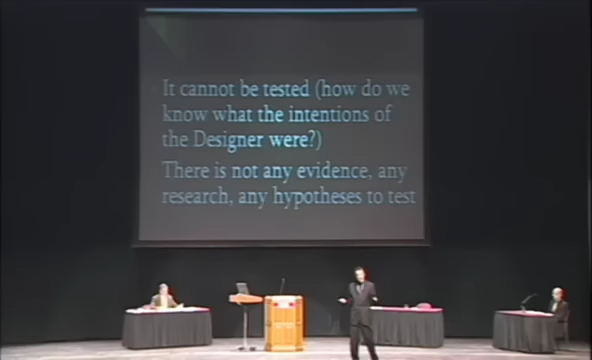 It cannot be tested (how do we
know what the intentions of
the Designer were?)
There is not any evidence, any
research, any hypotheses to test